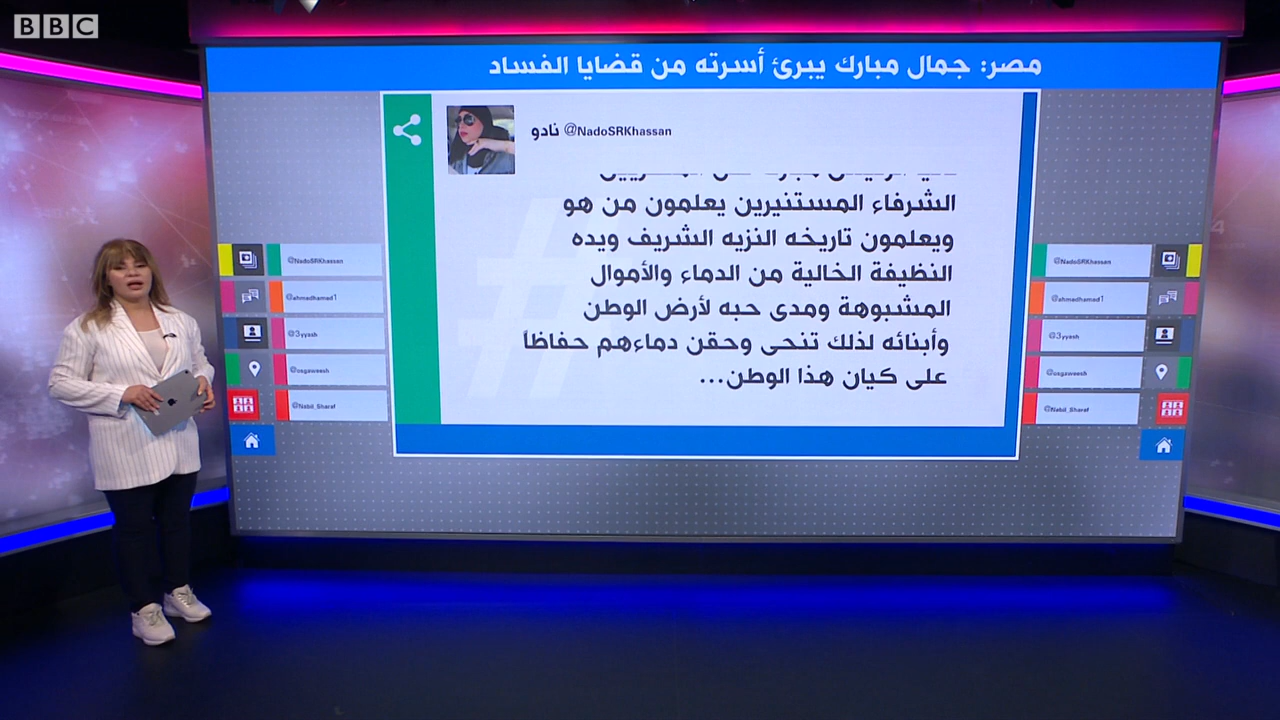 BBC
مصر: جمال مبارك يبرئ أسرته من قضايا الفساد
نادو @NadoSRKhassan
الشرفاء المستنيرين يعلمون من هو
ويعلمون تاريخه النزيه الشريف ويده
النظيفة الخالية من الدماء والأموال
المشبوهة ومدى حبه لأرض الوطن
وأبنائه لذلك تنحى وحقن دماءهم حفاظاً
على كيان هذا الوطن...
@NadoSRKhassan
@ahmadhamad1
@3yyash
@osgaweesh
@Nabil_Sharaf
@NadoSRKhassan
@ahmadhamad1
@3yyash
@osgaweesh
@Nabil_Sharaf